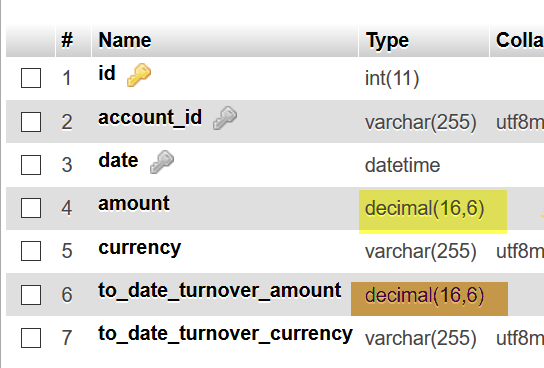 # Name Type Colla
1 id int(11)
2 account_id varchar(255) utf8m
3 date datetime
4 amount decimal(16,6)
5 currency varchar(255) utf8m
6 to_date_turnover_amount decimal(16,6)
7 to_date_turnover_currency varchar(255) utf8m